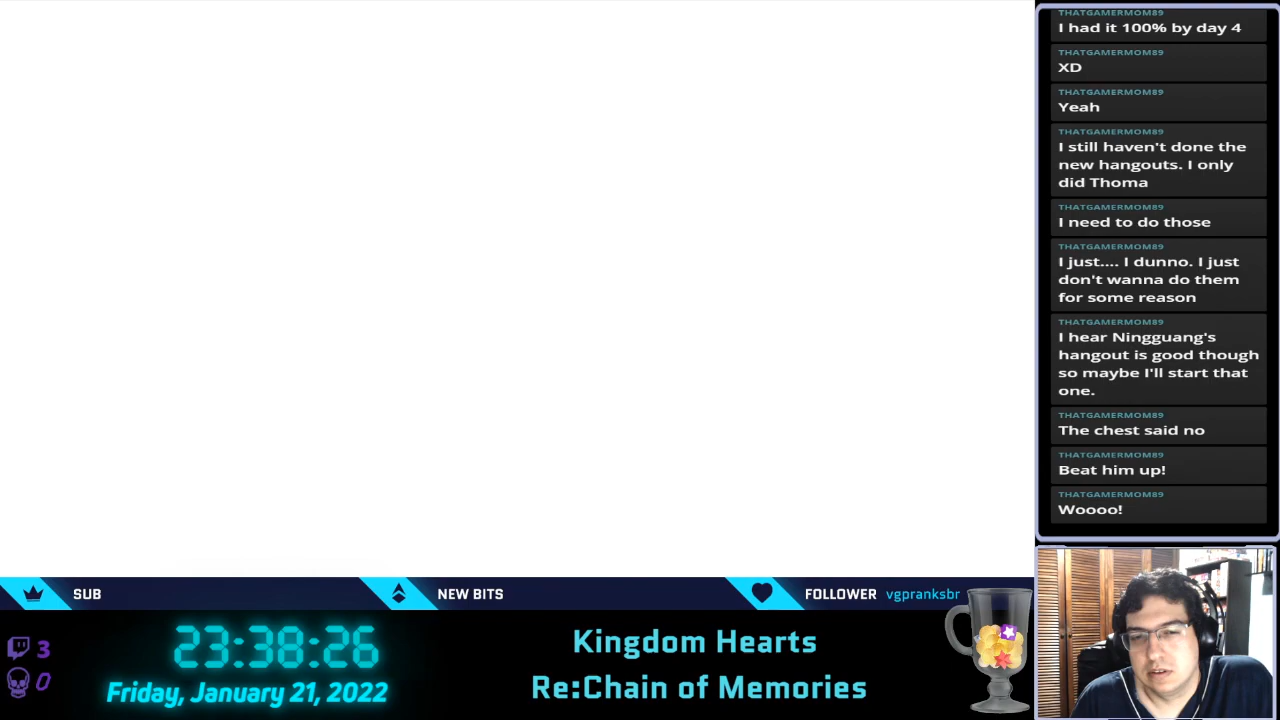 THATGAMERMOM89
I had it 100% by day 4
THATGAMERMOM89
XD
THATGAMERMOM89
Yeah
THATGAMERMOM89
I still haven't done the
new hangouts. I only
did Thoma
THATGAMERMOM89
I need to do those
THATGAMERMOM89
I just.... I dunno. I just
don't wanna do them
for some reason
THATGAMERMOM89
I hear Ningguang's
hangout is good though
so maybe I'll start that
one.
THATGAMERMOM89
The chest said no
THATGAMERMOM89
Beat him up!
THATGAMERMOM89
Woooo!
SUB
NEW BITS
FOLLOWER vgpranksbr
3
0
23:38:26
Friday, January 21, 2022
Kingdom Hearts
Re:Chain of Memories